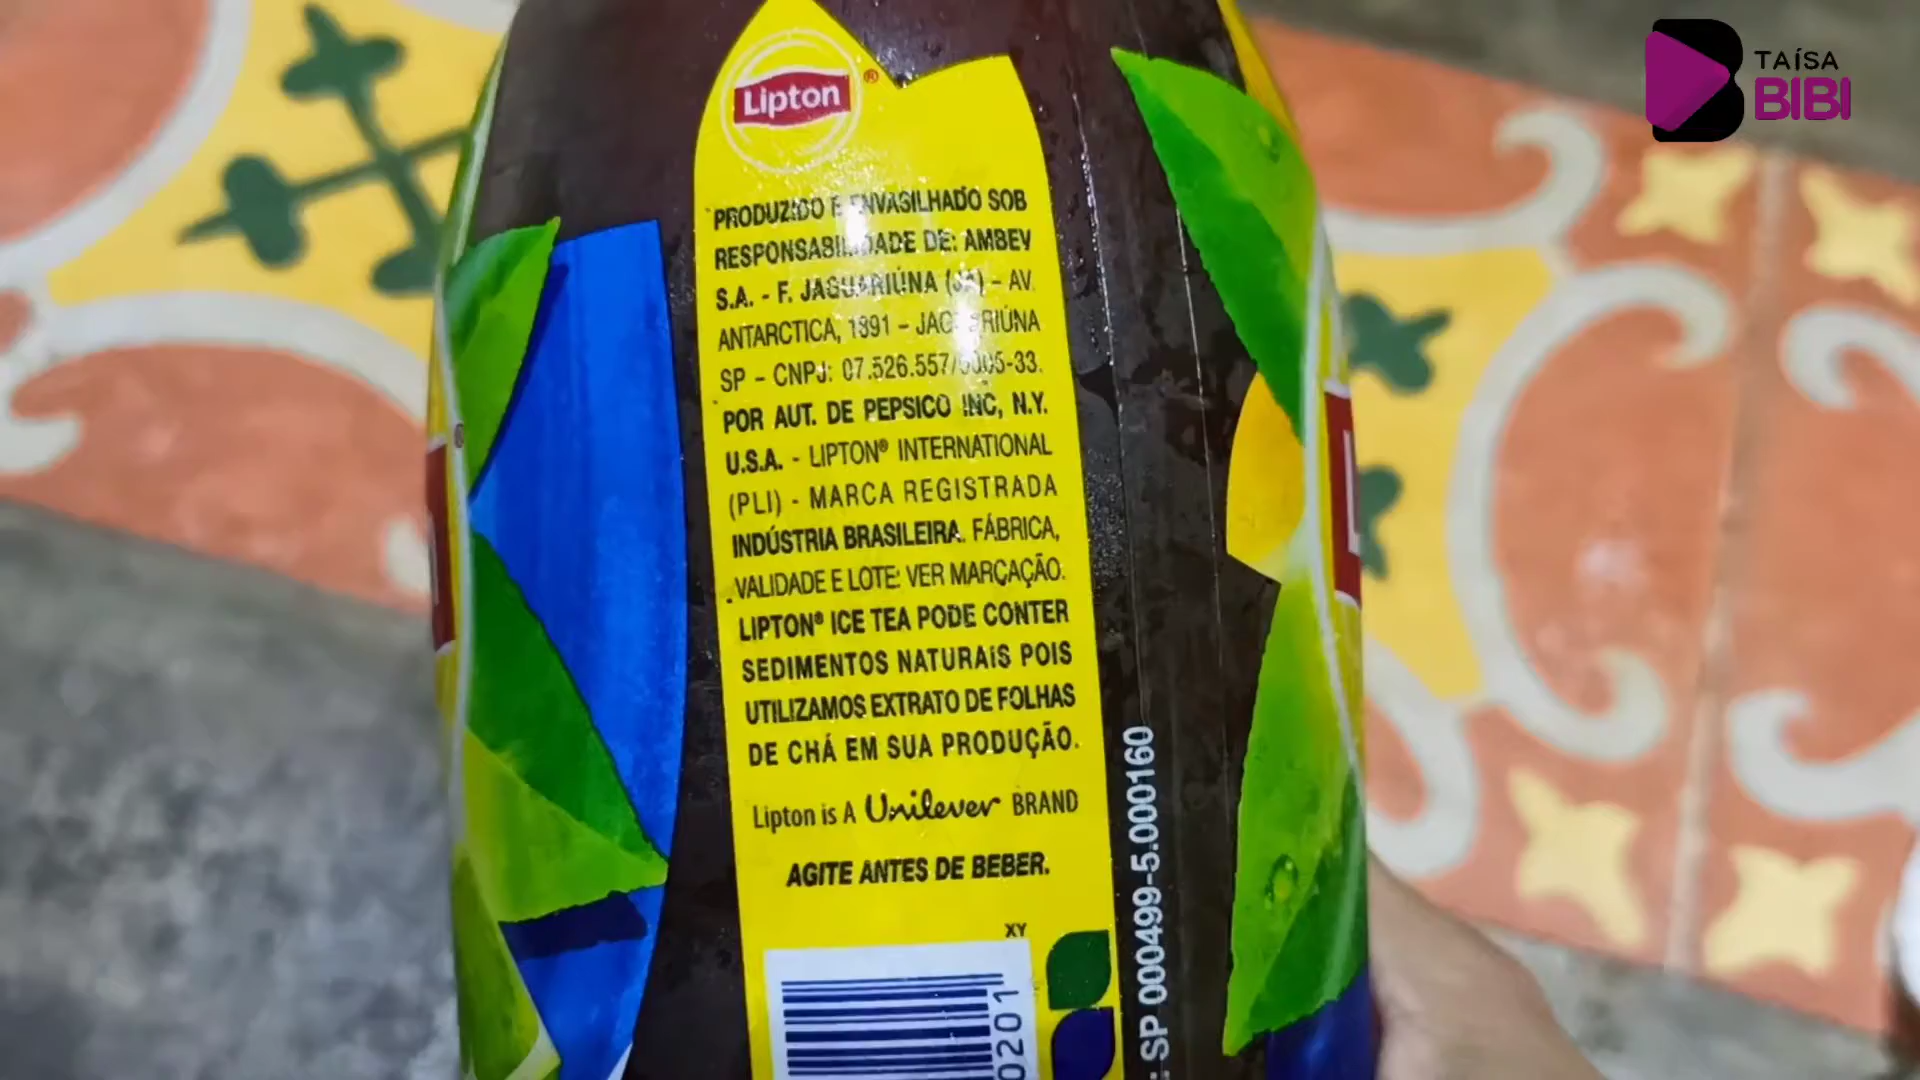 TAÍSA
BIBI
Lipton®
PRODUZIDO E ENVASILHADO SOB
RESPONSABILIDADE DE: AMBEV
S.A. - F. JAGUARIÚNA (JA) - AV.
ANTARCTICA, 1891 - JAGUARIÚNA
SP - CNPJ: 07.526.557/0005-33.
POR AUT. DE PEPSICO INC, N.Y.
U.S.A. - LIPTON® INTERNATIONAL
(PLI) - MARCA REGISTRADA
INDÚSTRIA BRASILEIRA. FÁBRICA,
VALIDADE E LOTE: VER MARCAÇÃO.
LIPTON® ICE TEA PODE CONTER
SEDIMENTOS NATURAIS POIS
UTILIZAMOS EXTRATO DE FOLHAS
DE CHÁ EM SUA PRODUÇÃO.
Lipton is A Unilever BRAND
AGITE ANTES DE BEBER.
XY
0201
: SP 000499-5.000160
L